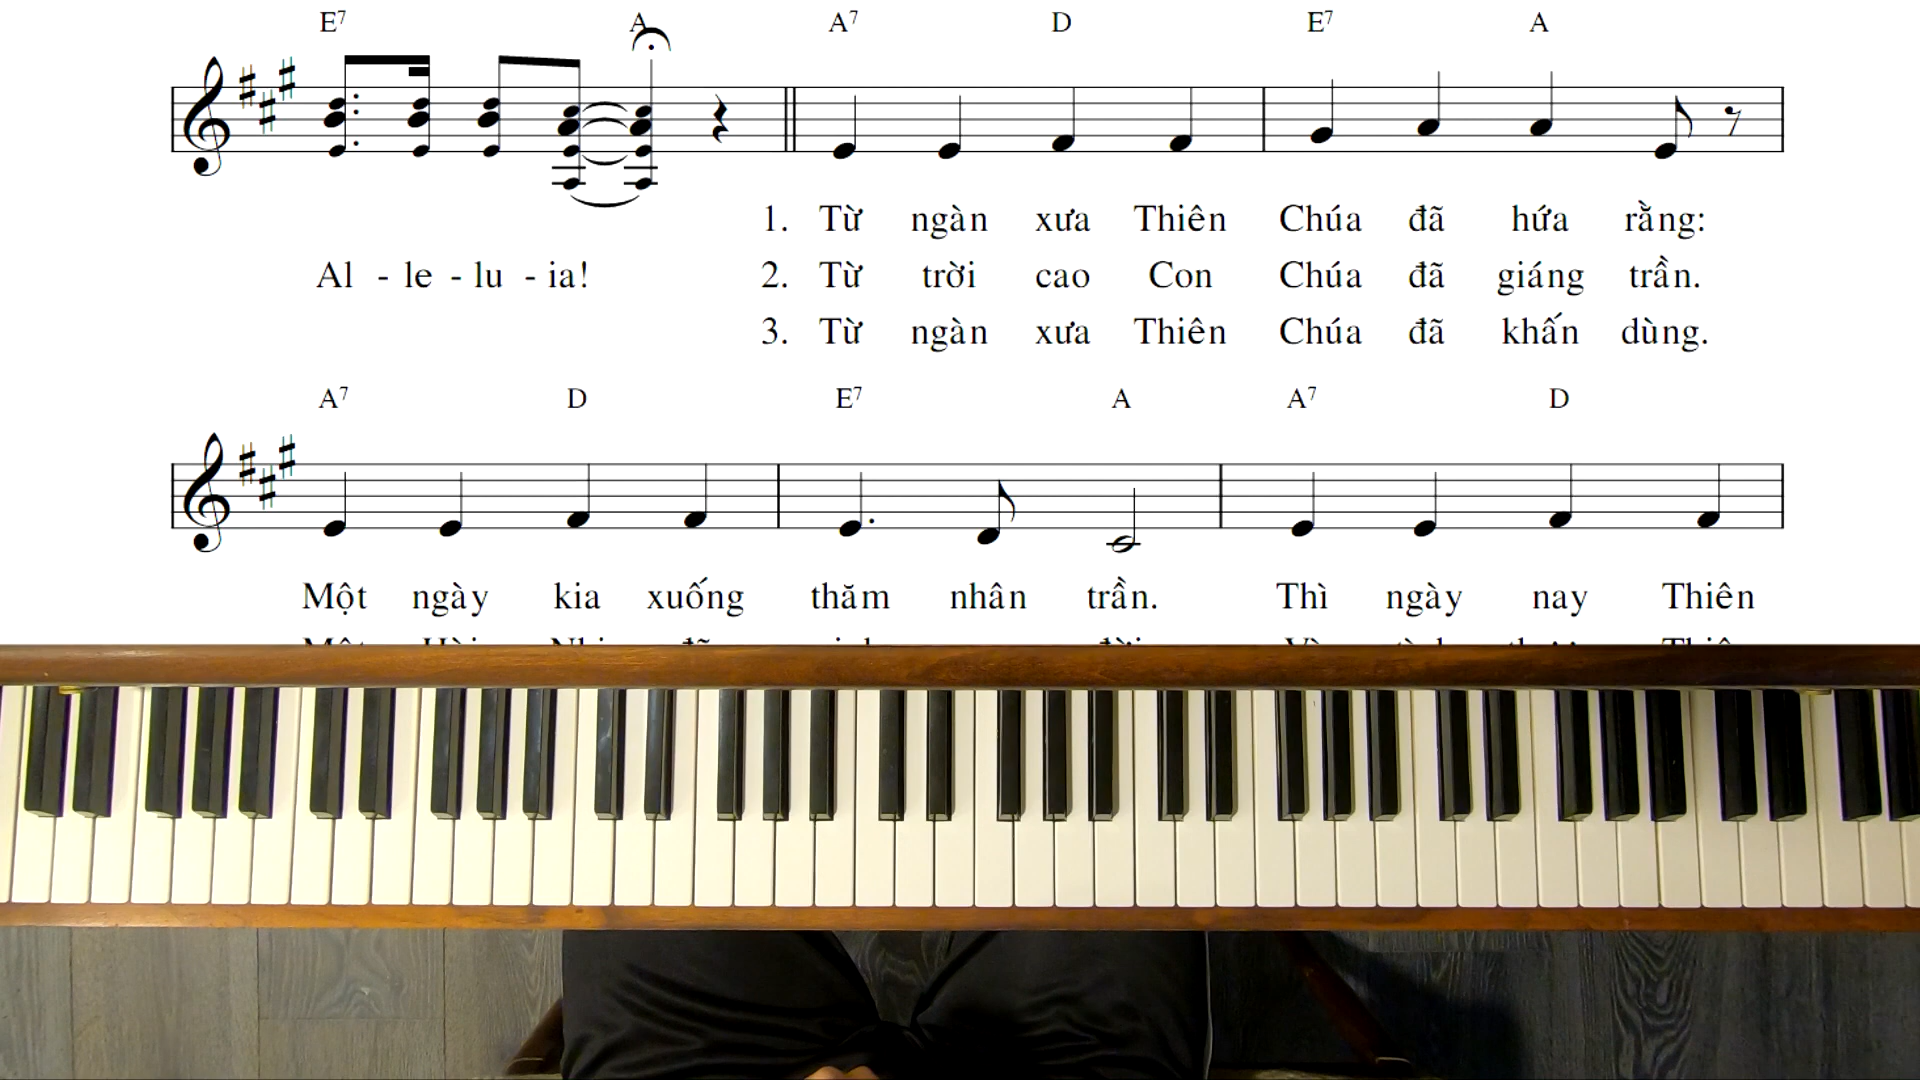 E7 A A7 D E7 A
1. Từ ngàn xưa Thiên Chúa đã hứa rằng:
Al - le - lu - ia! 2. Từ trời cao Con Chúa đã giáng trần.
3. Từ ngàn xưa Thiên Chúa đã khấn dùng.
A7 D E7 A A7 D
Một ngày kia xuống thăm nhân trần. Thì ngày nay Thiên